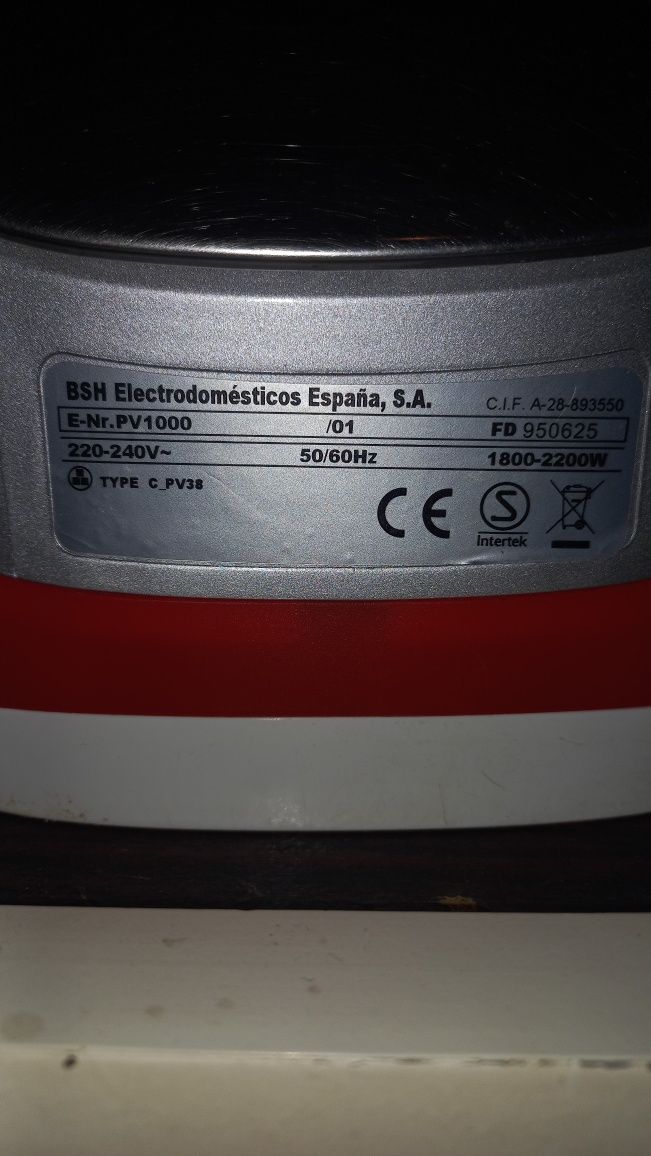 BSH Electrodomésticos España, S.A. C.I.F. A-28-893550
E-Nr.PV1000 /01 FD 950625
220-240V~ 50/60Hz 1800-2200W
TYPE C_PV38
CE S
Intertek